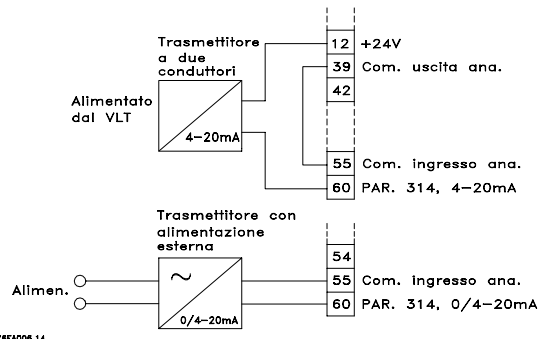 Trasmettitore
a due
conduttori
Alimentato
dal VLT
4-20mA
12 +24V
39 Com. uscita ana.
42
55 Com. ingresso ana.
60 PAR. 314, 4-20mA
Trasmettitore con
alimentazione
esterna
Alimen.
~
0/4-20mA
54
55 Com. ingresso ana.
60 PAR. 314, 0/4-20mA